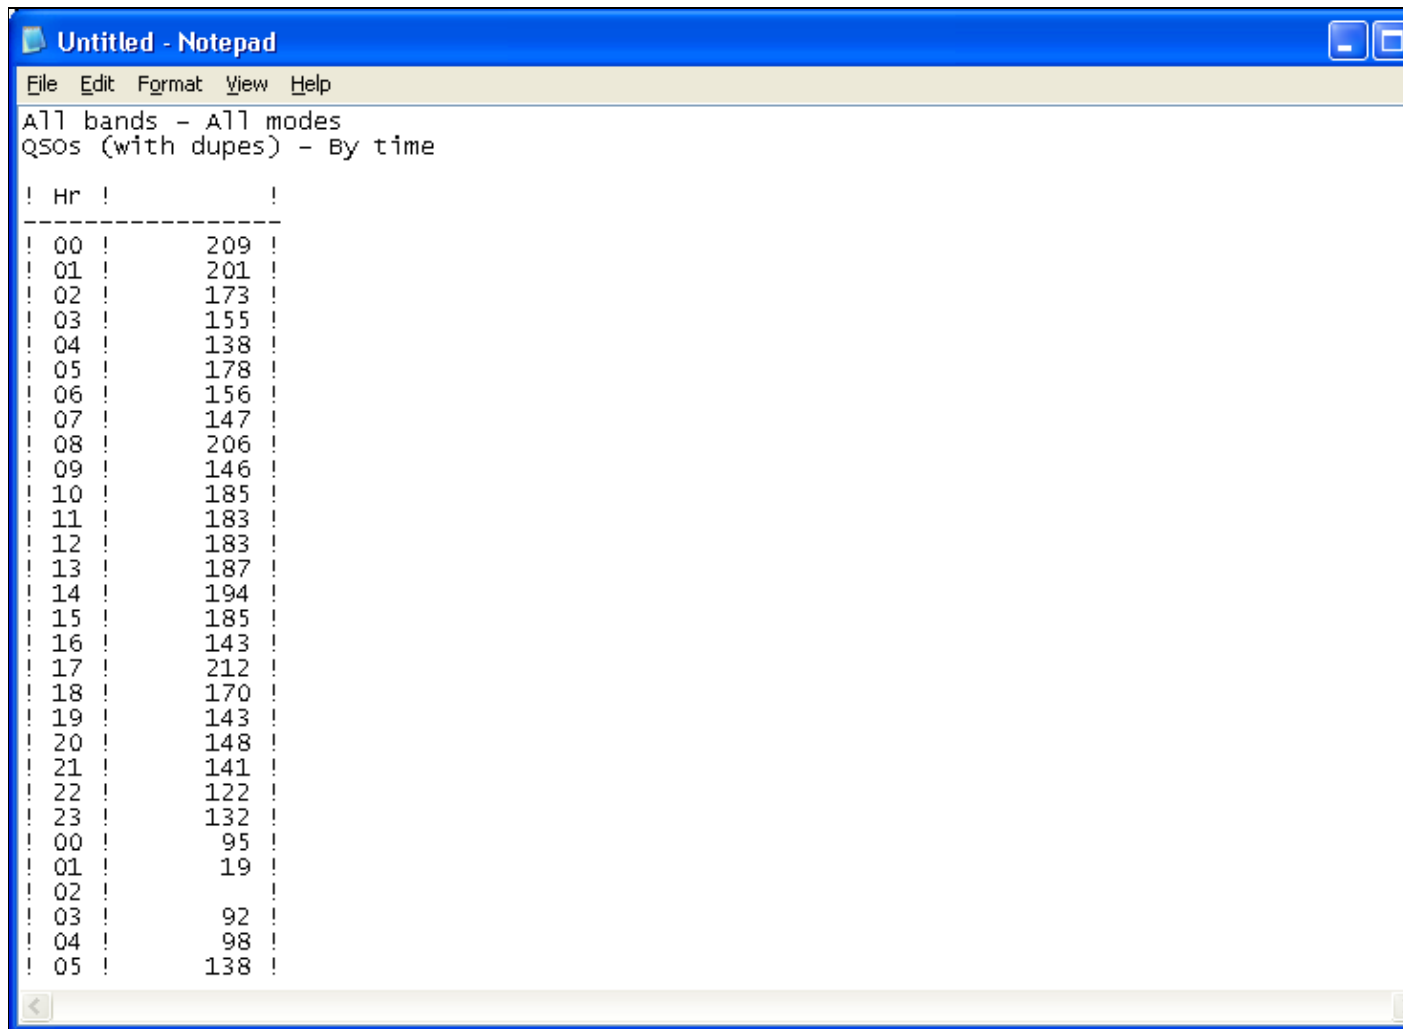 Untitled - Notepad
File Edit Format View Help
All bands - All modes
QSOs (with dupes) - By time
! Hr ! !
-----------------
! 00 ! 209 !
! 01 ! 201 !
! 02 ! 173 !
! 03 ! 155 !
! 04 ! 138 !
! 05 ! 178 !
! 06 ! 156 !
! 07 ! 147 !
! 08 ! 206 !
! 09 ! 146 !
! 10 ! 185 !
! 11 ! 183 !
! 12 ! 183 !
! 13 ! 187 !
! 14 ! 194 !
! 15 ! 185 !
! 16 ! 143 !
! 17 ! 212 !
! 18 ! 170 !
! 19 ! 143 !
! 20 ! 148 !
! 21 ! 141 !
! 22 ! 122 !
! 23 ! 132 !
! 00 ! 95 !
! 01 ! 19 !
! 02 ! !
! 03 ! 92 !
! 04 ! 98 !
! 05 ! 138 !